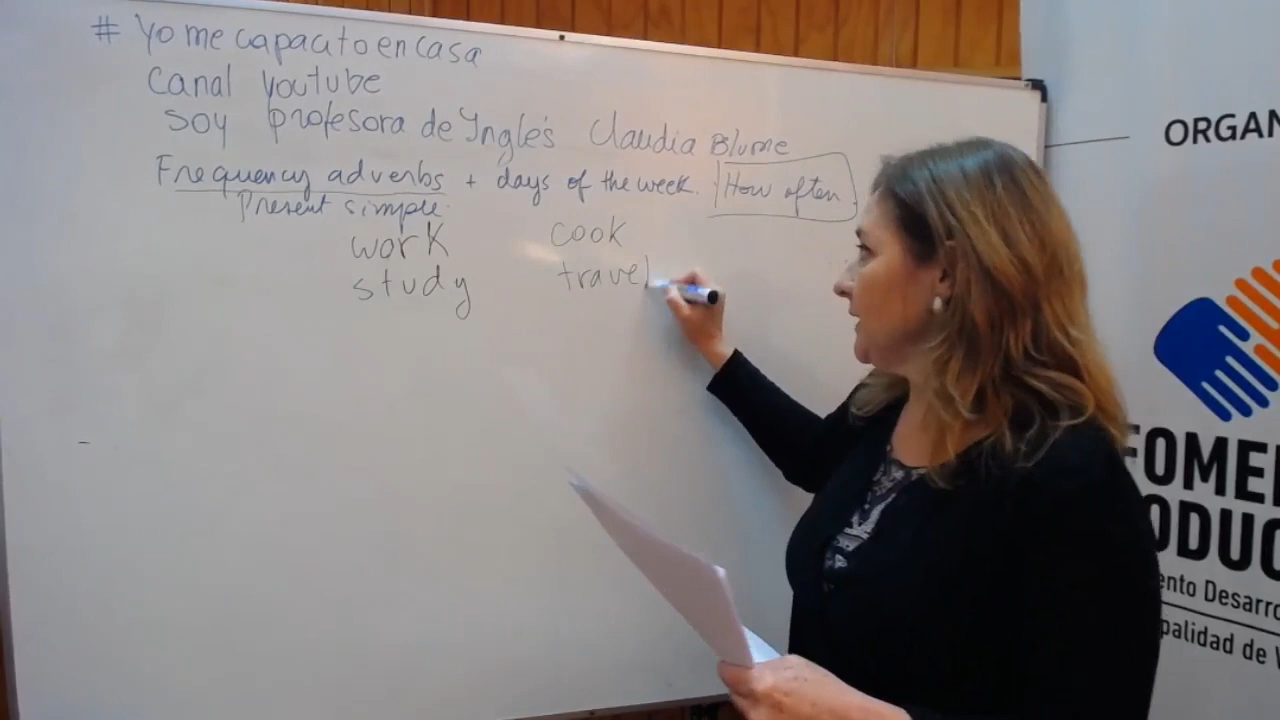 # Yo me capacito en casa
Canal Youtube
Soy profesora de Inglés Claudia Blume
Frequency adverbs + days of the week. How often
Present simple.
work cook
study travel
ORGAN
FOMEN
ODUC
ento Desarro
palidad de V